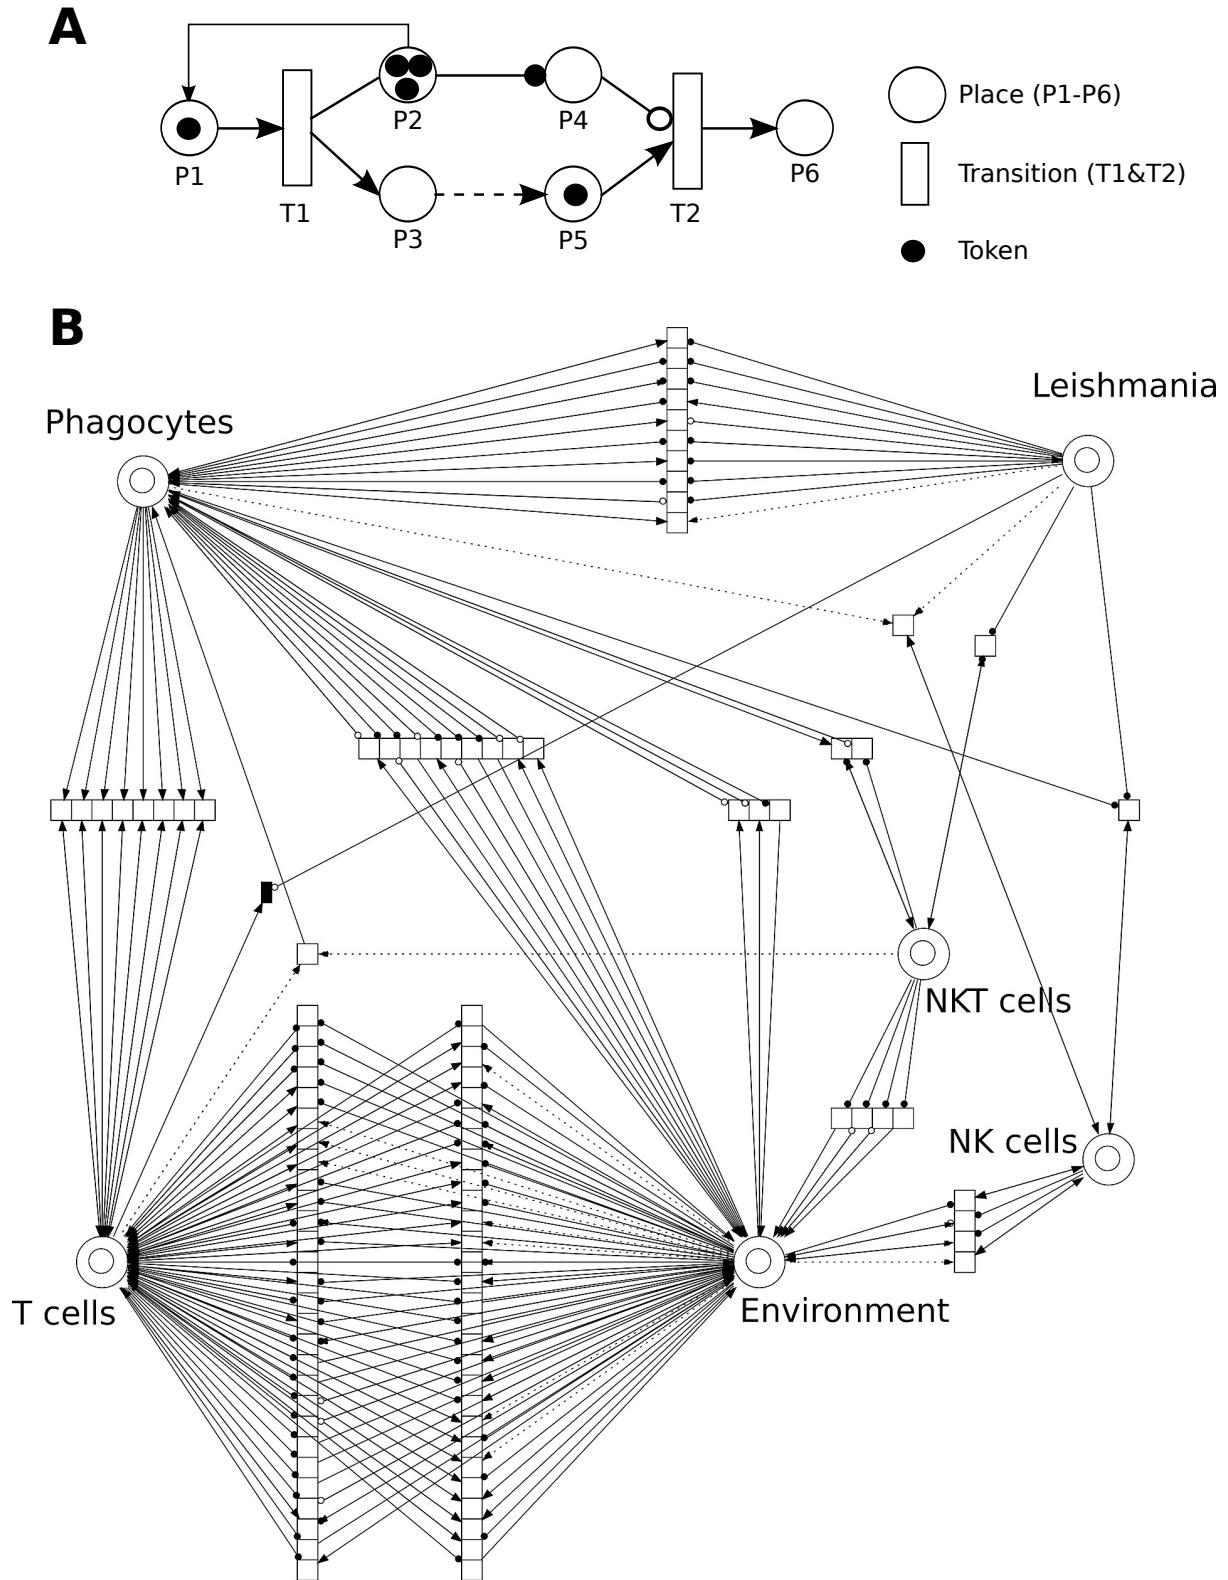 A
P1
T1
P2
P3
P4
P5
T2
P6
Place (P1-P6)
Transition (T1&T2)
Token
B
Leishmania
Phagocytes
NKT cells
NK cells
T cells
Environment